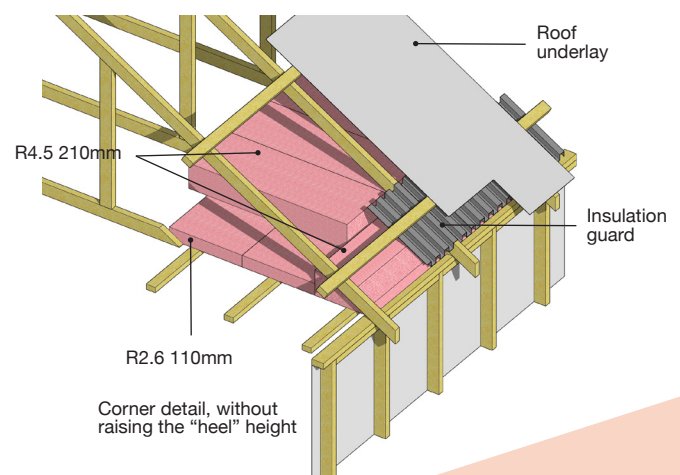 Roof
underlay
R4.5 210mm
Insulation
guard
R2.6 110mm
Corner detail, without
raising the “heel” height